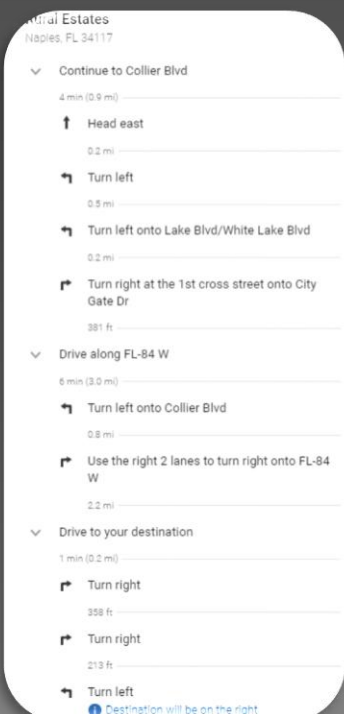 Rural Estates
Naples, FL 34117
Continue to Collier Blvd
4 min (0.9 mi)
Head east
0.2 mi
Turn left
0.5 mi
Turn left onto Lake Blvd/White Lake Blvd
0.2 mi
Turn right at the 1st cross street onto City
Gate Dr
381 ft
Drive along FL-84 W
6 min (3.0 mi)
Turn left onto Collier Blvd
0.8 mi
Use the right 2 lanes to turn right onto FL-84
W
2.2 mi
Drive to your destination
1 min (0.2 mi)
Turn right
358 ft
Turn right
213 ft
Turn left
Destination will be on the right